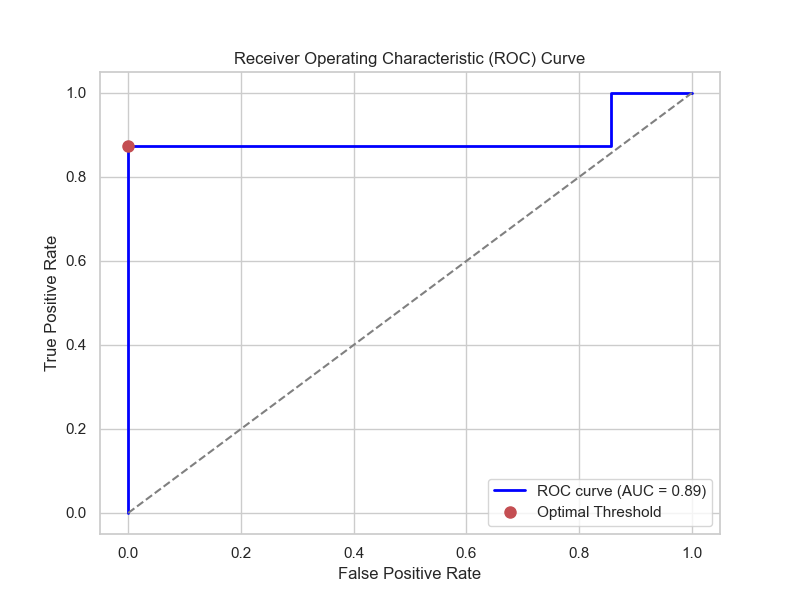 Receiver Operating Characteristic (ROC) Curve
1.0
0.8
0.6
0.4
0.2
0.0
True Positive Rate
0.0 0.2 0.4 0.6 0.8 1.0
False Positive Rate
ROC curve (AUC = 0.89)
Optimal Threshold